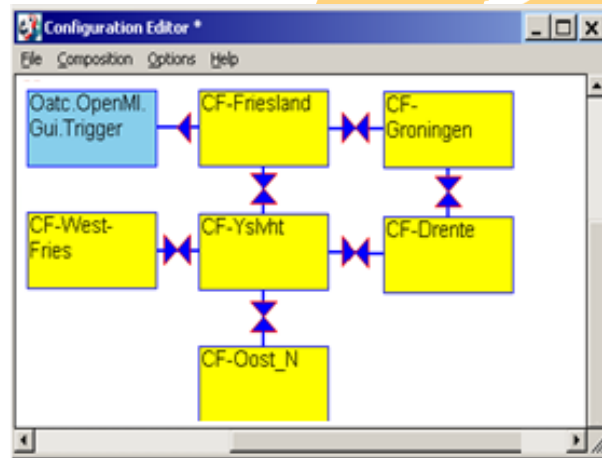 Configuration Editor *
File Composition Options Help
Oatc.OpenMI.
Gui.Trigger
CF-Friesland
CF-
Groningen
CF-West-
Fries
CF-Yslvht
CF-Drente
CF-Oost_N